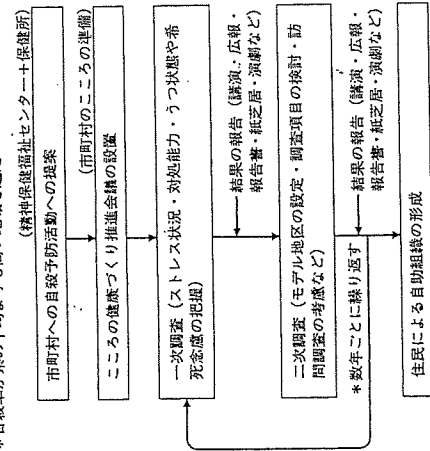 (精神保健福祉センター+保健所)
市町村への自殺予防活動への提案
(市町村のこころの準備)
こころの健康づくり推進会議の設置
一次調査(ストレス状況・対処能力・うつ状態や希
死念慮の把握)
結果の報告(講演・広報・
報告書・紙芝居・演劇など)
二次調査(モデル地区の設定・調査項目の検討・訪
問調査の考慮など)
*数年ごとに繰り返す
結果の報告(講演・広報・
報告書・紙芝居・演劇など)
住民による自助組織の形成